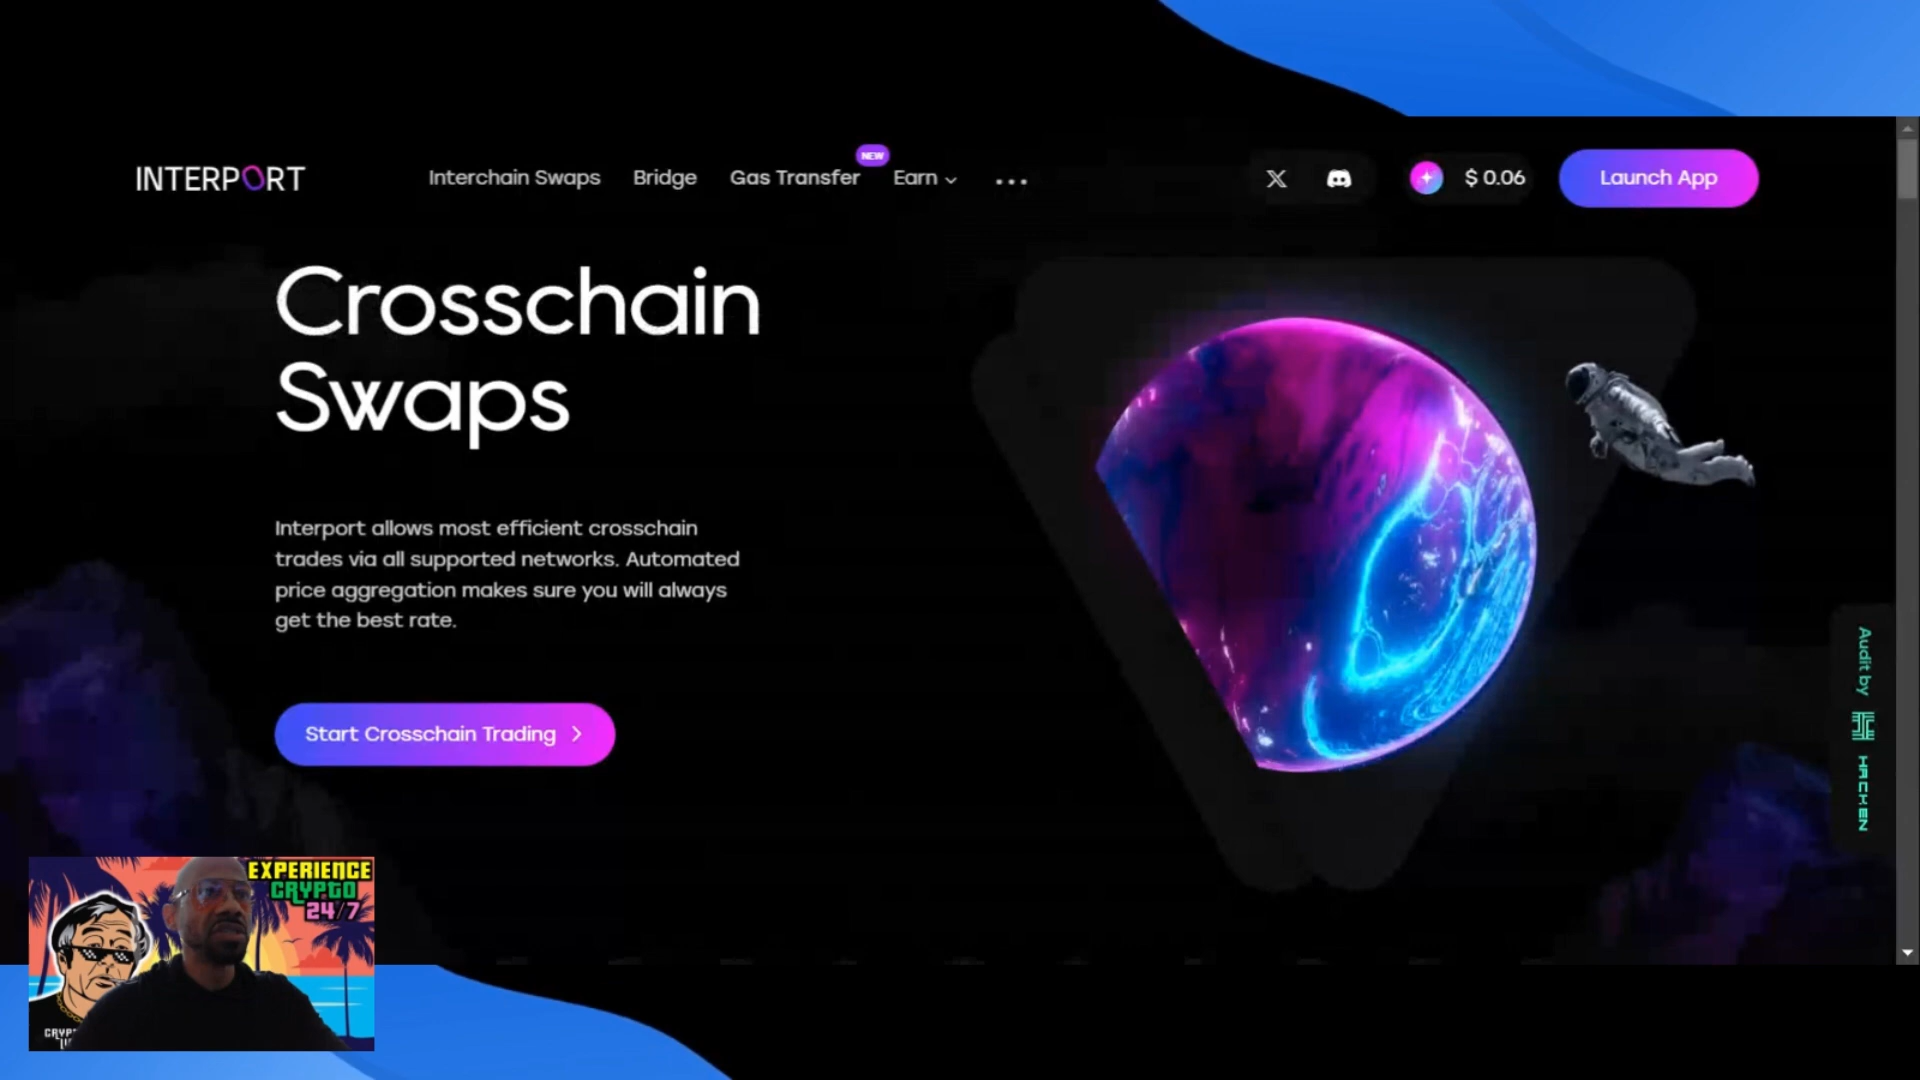 INTERPORT
Interchain Swaps
Bridge
Gas Transfer
NEW
Earn
$ 0.06
Launch App
Crosschain
Swaps
Interport allows most efficient crosschain
trades via all supported networks. Automated
price aggregation makes sure you will always
get the best rate.
Start Crosschain Trading
Audit by
HACKEN
EXPERIENCE
CRYPTO
24/7